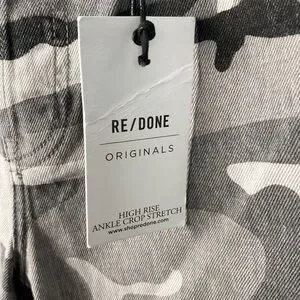 RE/DONE
ORIGINALS
HIGH RISE
ANKLE CROP STRETCH
www.shopredone.com